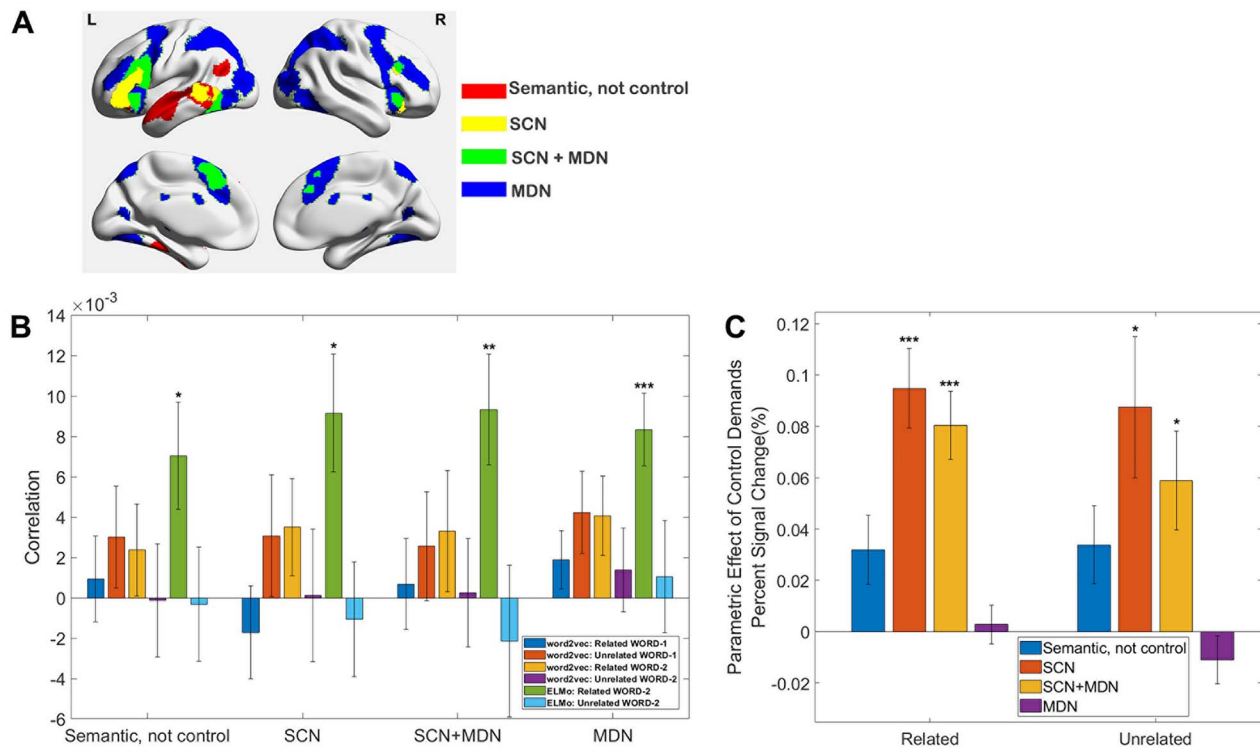 A
L
R
Semantic, not control
SCN
SCN + MDN
MDN
B
×10⁻³
14
12
10
8
6
4
2
0
-2
-4
-6
Correlation
*
*
**
***
word2vec: Related WORD-1
word2vec: Unrelated WORD-1
word2vec: Related WORD-2
word2vec: Unrelated WORD-2
ELMo: Related WORD-2
ELMo: Unrelated WORD-2
Semantic, not control
SCN
SCN+MDN
MDN
C
Parametric Effect of Control Demands
Percent Signal Change(%)
0.12
0.1
0.08
0.06
0.04
0.02
0
-0.02
***
***
*
*
Semantic, not control
SCN
SCN+MDN
MDN
Related
Unrelated